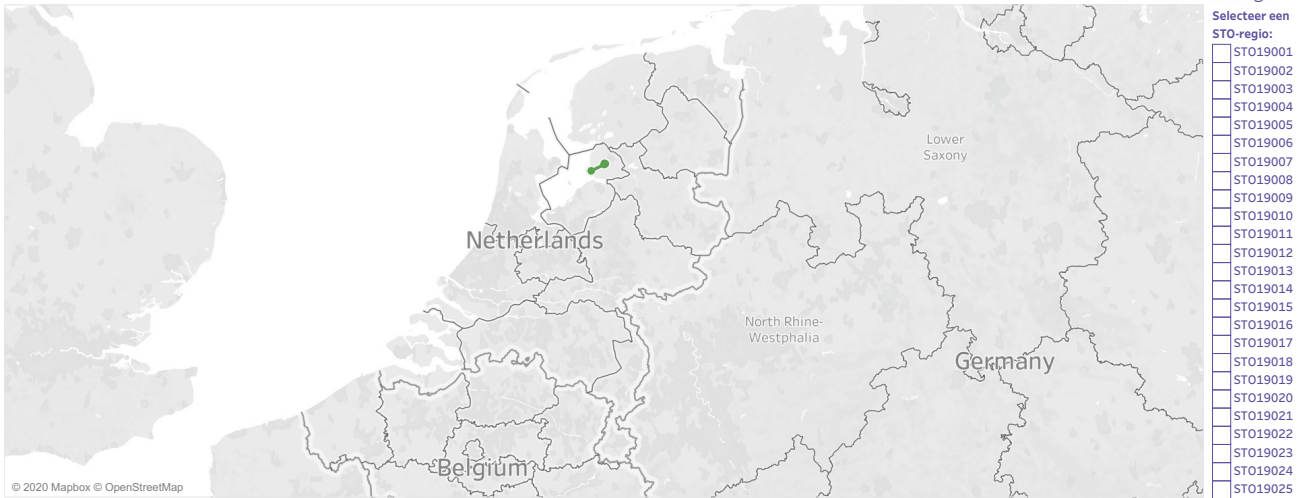 Selecteer een
STO-regio:
STO19001
STO19002
STO19003
STO19004
STO19005
STO19006
STO19007
STO19008
STO19009
STO19010
STO19011
STO19012
STO19013
STO19014
STO19015
STO19016
STO19017
STO19018
STO19019
STO19020
STO19021
STO19022
STO19023
STO19024
STO19025
Lower
Saxony
Netherlands
North Rhine-
Westphalia
Germany
Belgium
© 2020 Mapbox © OpenStreetMap